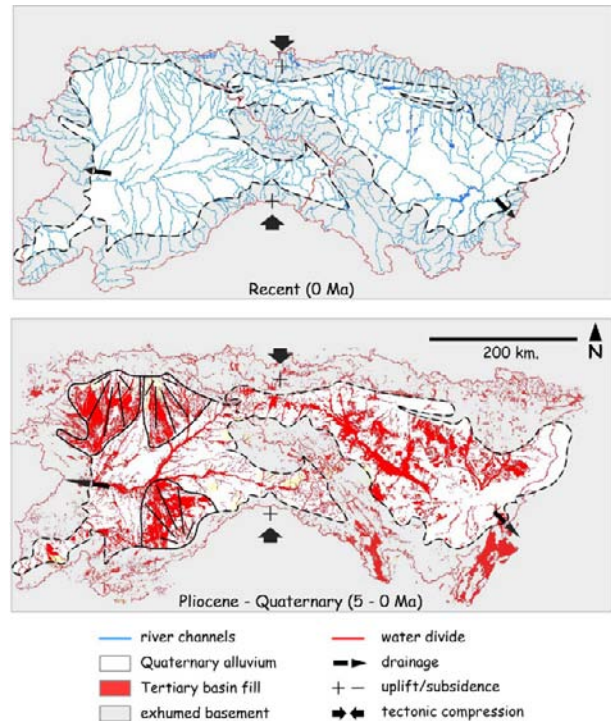 Recent (0 Ma)
200 km.
N
Pliocene - Quaternary (5 - 0 Ma)
river channels
water divide
Quaternary alluvium
drainage
Tertiary basin fill
+ - uplift/subsidence
exhumed basement
tectonic compression